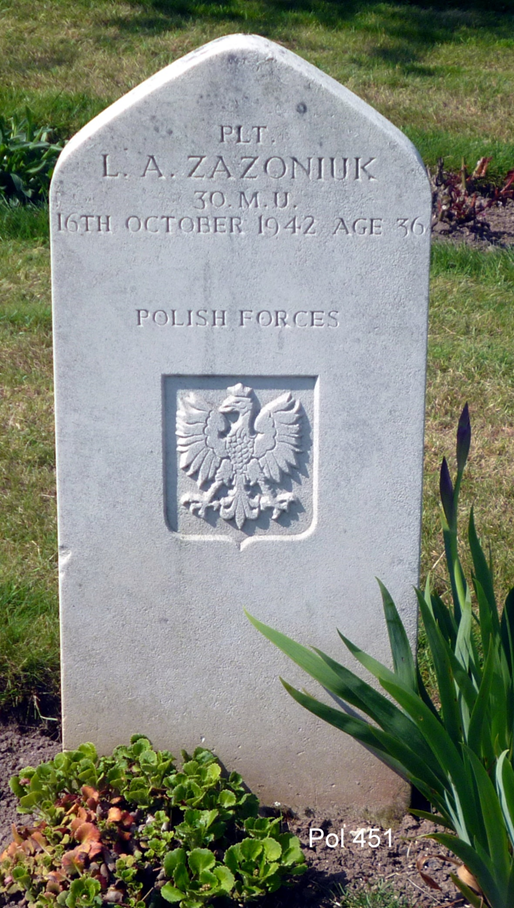 PLT.
L. A. ZAZONIUK
30. M. U.
16TH OCTOBER 1942 AGE 36
POLISH FORCES
Pol 451